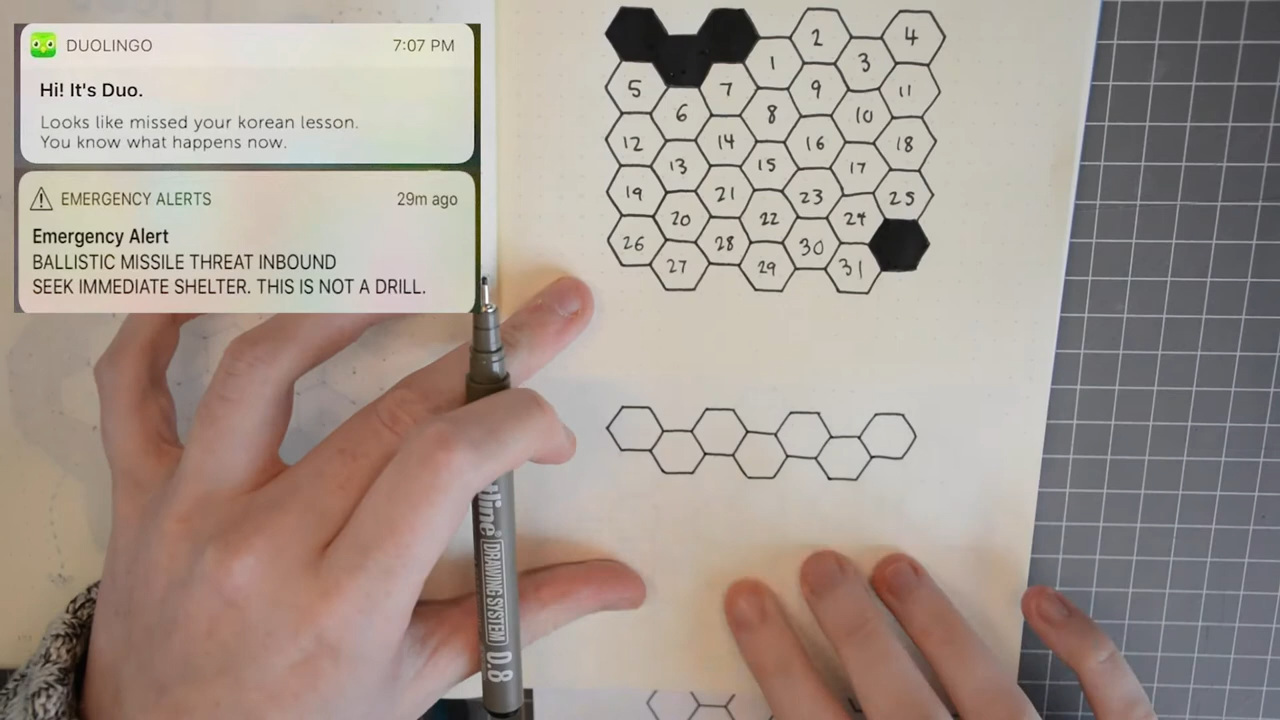 DUOLINGO 7:07 PM
Hi! It's Duo.
Looks like missed your korean lesson.
You know what happens now.
EMERGENCY ALERTS 29m ago
Emergency Alert
BALLISTIC MISSILE THREAT INBOUND
SEEK IMMEDIATE SHELTER. THIS IS NOT A DRILL.
1 2 3 4
5 6 7 8 9 10 11
12 13 14 15 16 17 18
19 20 21 22 23 24 25
26 27 28 29 30 31
DRAWING SYSTEM 0.8